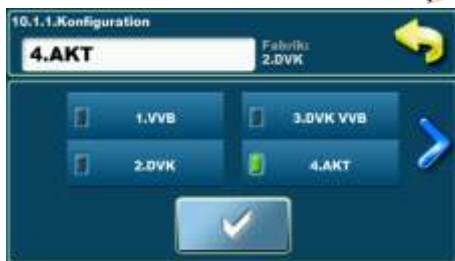 10.1.1.Konfiguration
4.AKT
Fabrik:
2.DVK
1.VVB
3.DVK VVB
2.DVK
4.AKT